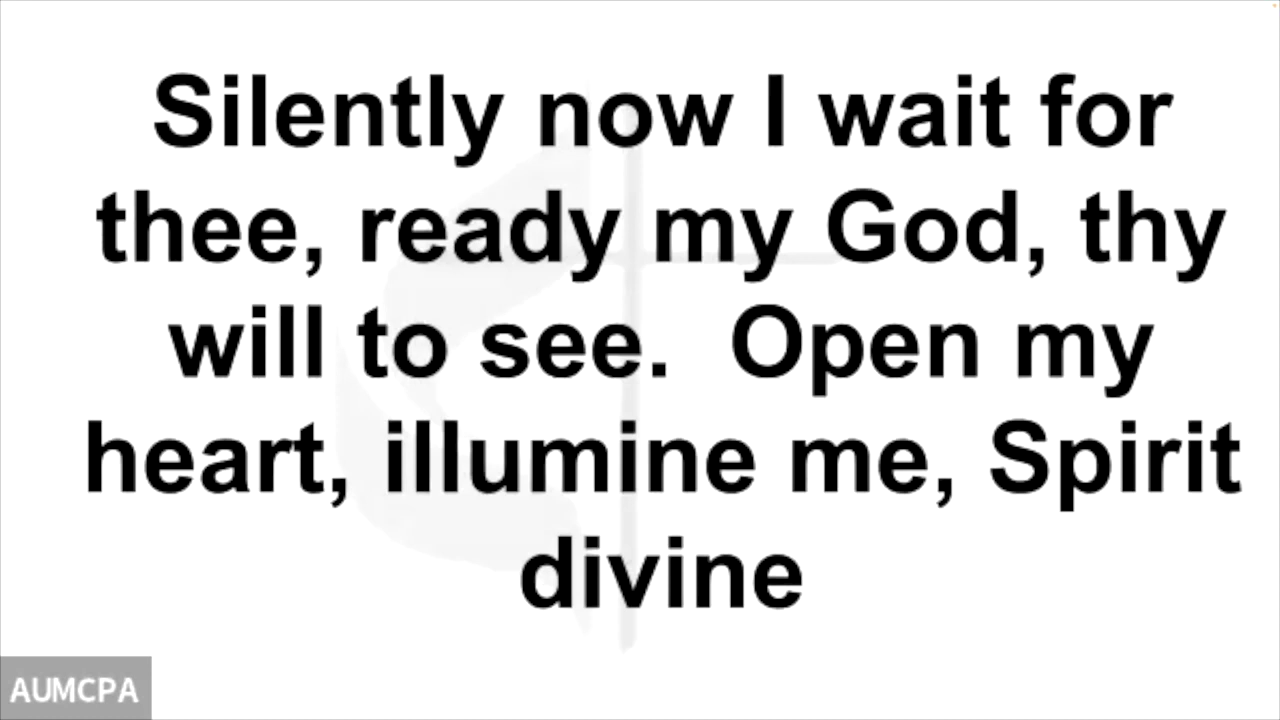 Silently now I wait for
thee, ready my God, thy
will to see.  Open my
heart, illumine me, Spirit
divine
AUMCPA